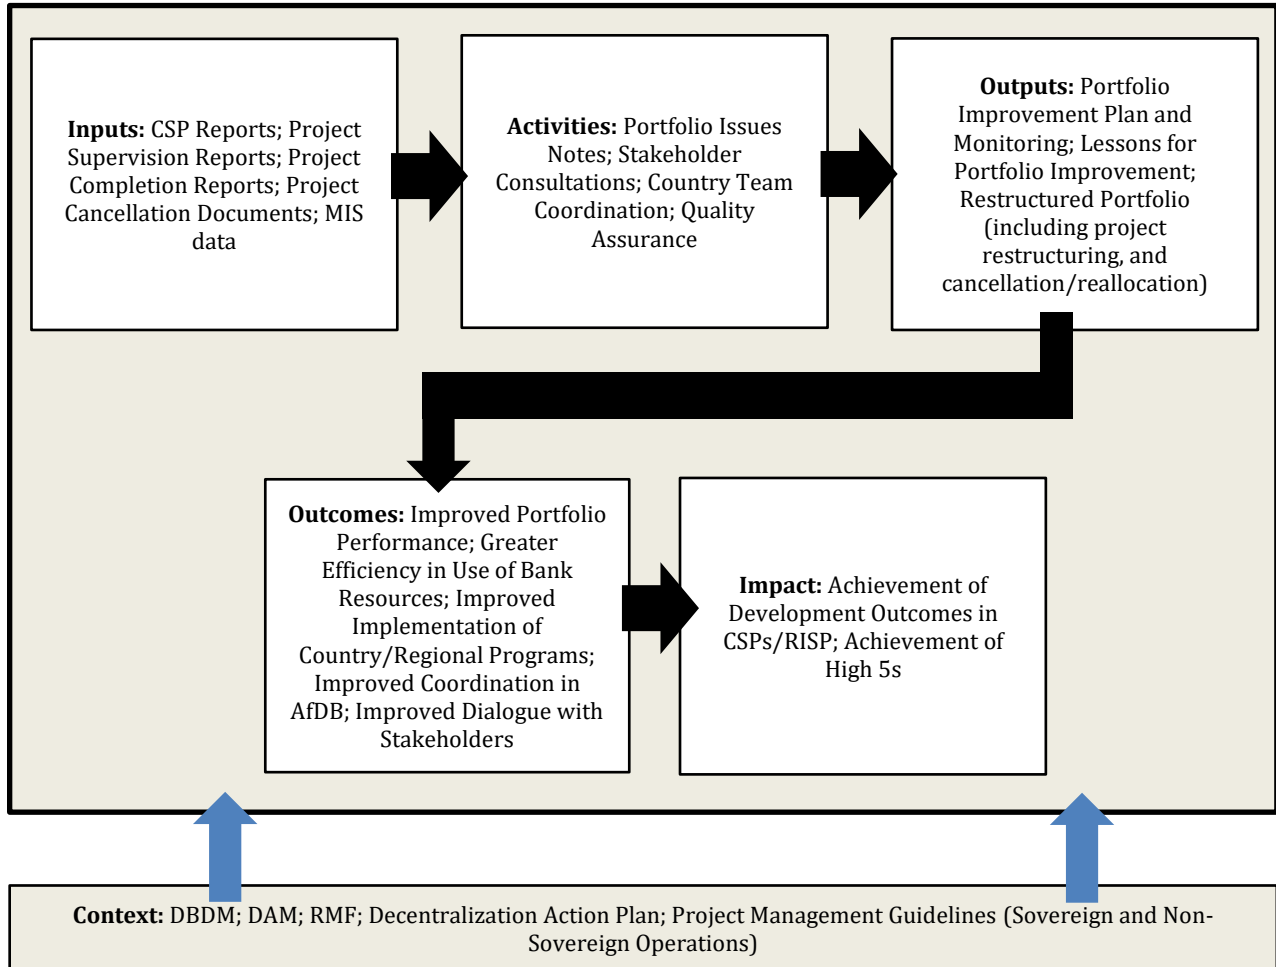 Inputs: CSP Reports; Project
Supervision Reports; Project
Completion Reports; Project
Cancellation Documents; MIS
data
Activities: Portfolio Issues
Notes; Stakeholder
Consultations; Country Team
Coordination; Quality
Assurance
Outputs: Portfolio
Improvement Plan and
Monitoring; Lessons for
Portfolio Improvement;
Restructured Portfolio
(including project
restructuring, and
cancellation/reallocation)
Outcomes: Improved Portfolio
Performance; Greater
Efficiency in Use of Bank
Resources; Improved
Implementation of
Country/Regional Programs;
Improved Coordination in
AfDB; Improved Dialogue with
Stakeholders
Impact: Achievement of
Development Outcomes in
CSPs/RISP; Achievement of
High 5s
Context: DBDM; DAM; RMF; Decentralization Action Plan; Project Management Guidelines (Sovereign and Non-
Sovereign Operations)